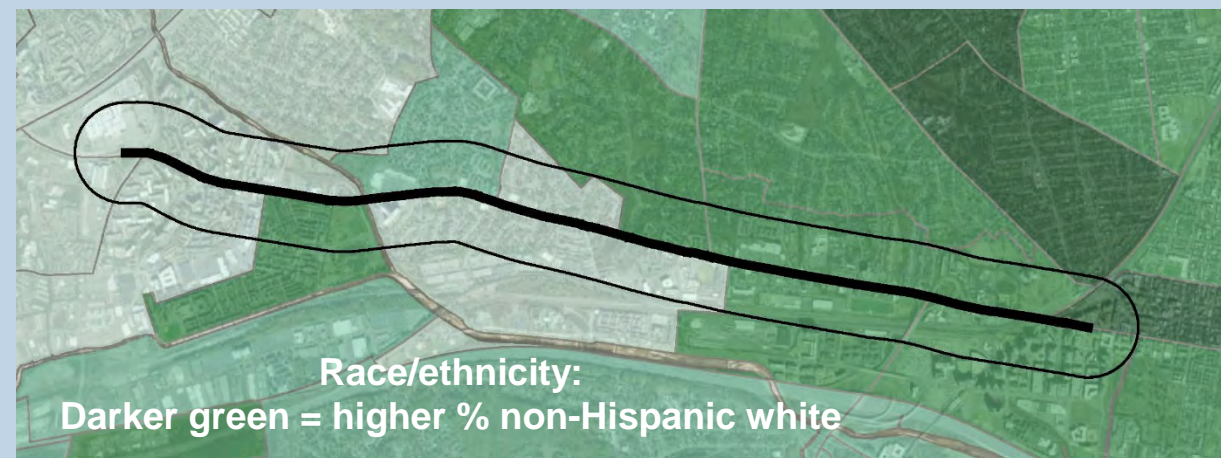 Race/ethnicity:
Darker green = higher % non-Hispanic white